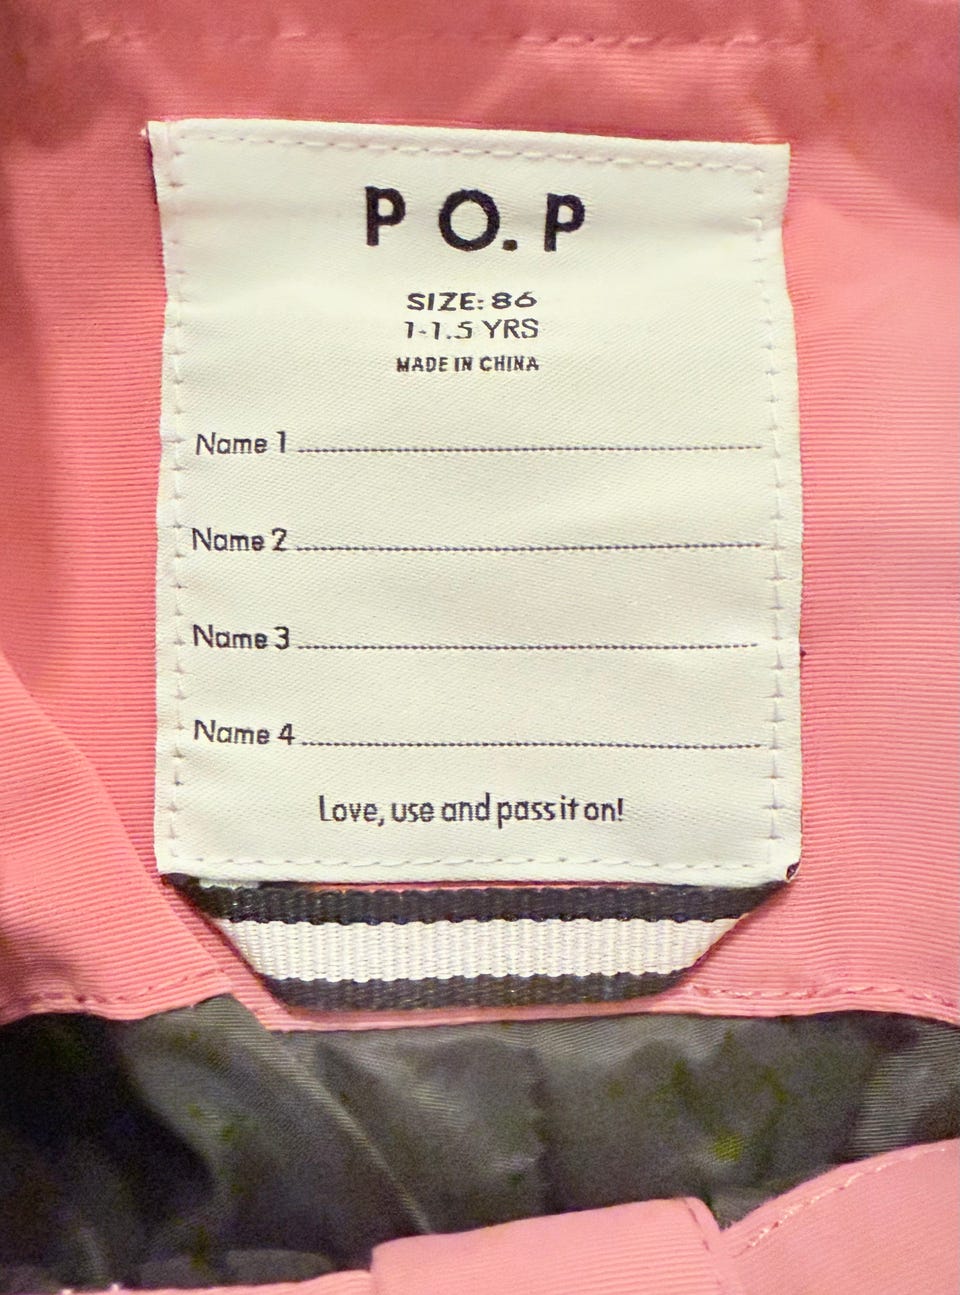 P O. P
SIZE: 86
1-1.5 YRS
MADE IN CHINA
Name 1
Name 2
Name 3
Name 4
Love, use and pass it on!